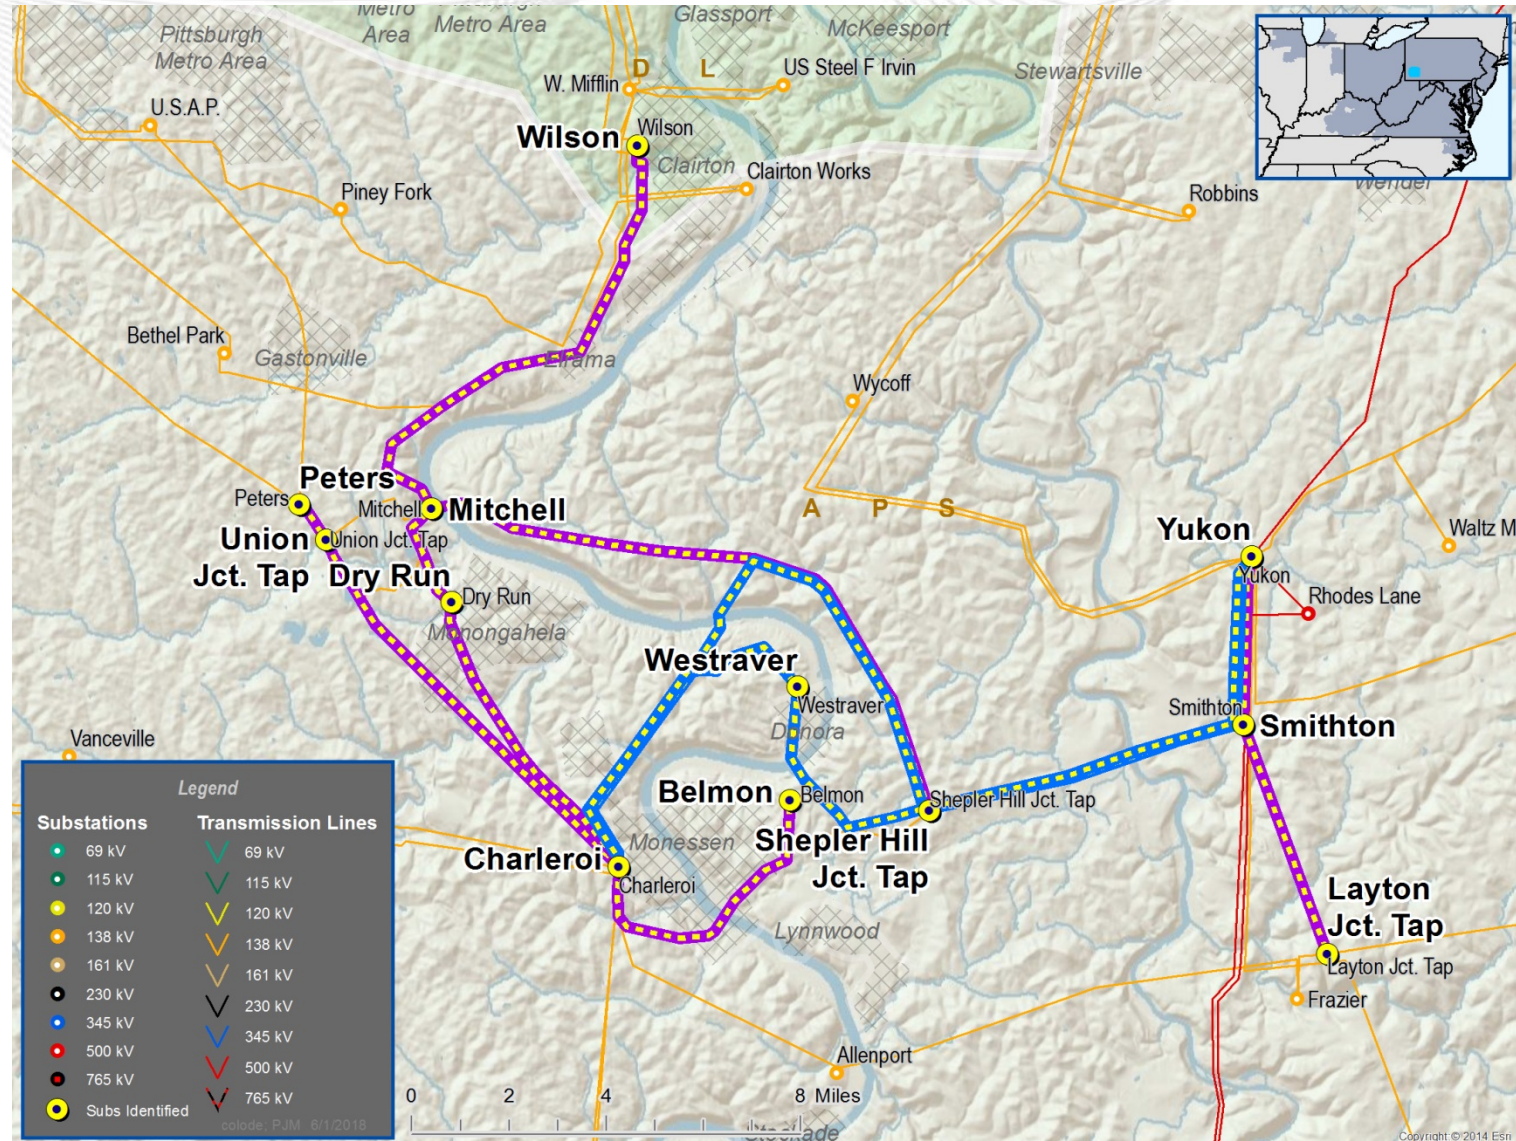 Metro
Area
Metro Area
Glassport
McKeesport
Pittsburgh
Metro Area
Stewartsville
D L
US Steel F Irvin
W. Mifflin
U.S.A.P.
Wilson
Wilson
Clairton
Clairton Works
Piney Fork
Robbins
Wendel
Bethel Park
Gastonville
Elrama
Wycoff
Peters
Peters
Mitchell
Mitchell
A P S
Union
Jct. Tap
Union Jct. Tap
Dry Run
Dry Run
Monongahela
Yukon
Yukon
Waltz M
Rhodes Lane
Westraver
Westraver
Donora
Smithton
Smithton
Vanceville
Belmon
Belmon
Shepler Hill Jct. Tap
Shepler Hill
Jct. Tap
Monessen
Charleroi
Charleroi
Lynnwood
Layton
Jct. Tap
Layton Jct. Tap
Frazier
Allenport
Stockade
Legend
Substations Transmission Lines
69 kV 69 kV
115 kV 115 kV
120 kV 120 kV
138 kV 138 kV
161 kV 161 kV
230 kV 230 kV
345 kV 345 kV
500 kV 500 kV
765 kV 765 kV
Subs Identified
colode; PJM 6/1/2018
0 2 4 8 Miles
Copyright:© 2014 Esri